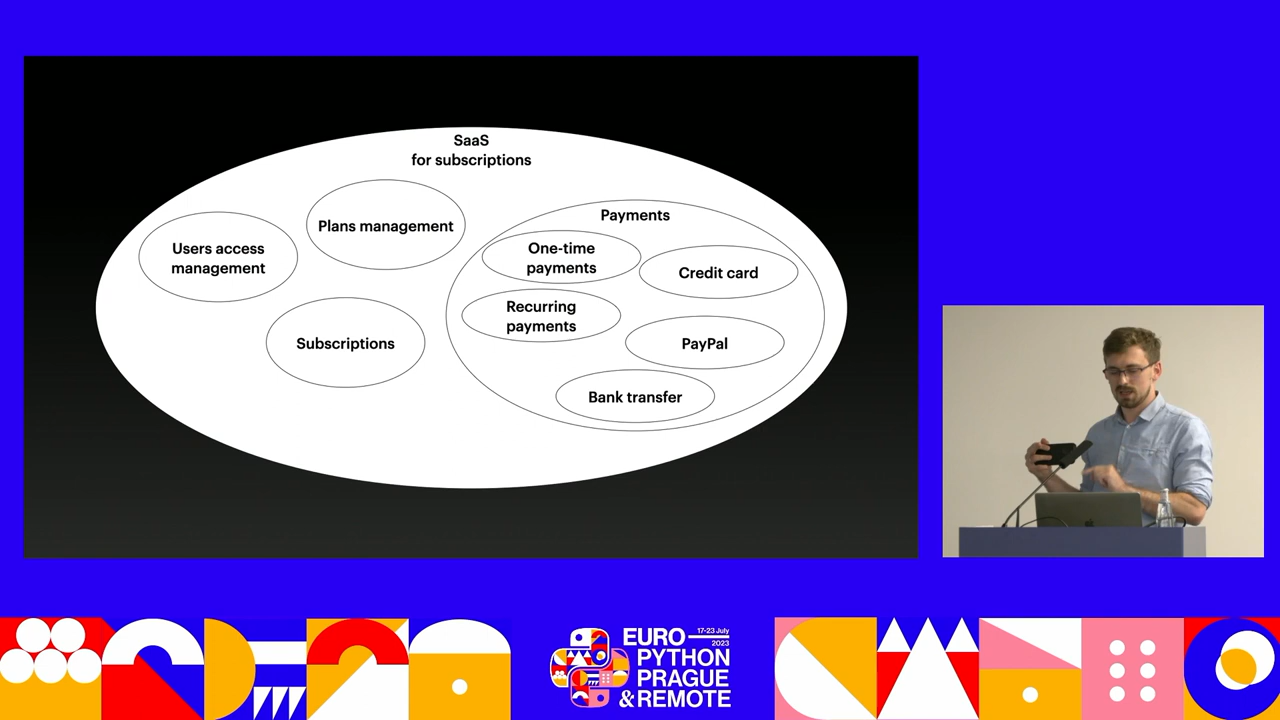 SaaS
for subscriptions
Plans management
Users access
management
Subscriptions
Payments
One-time
payments
Credit card
Recurring
payments
PayPal
Bank transfer
EURO
17-23 July
2023
PYTHON
PRAGUE
& REMOTE